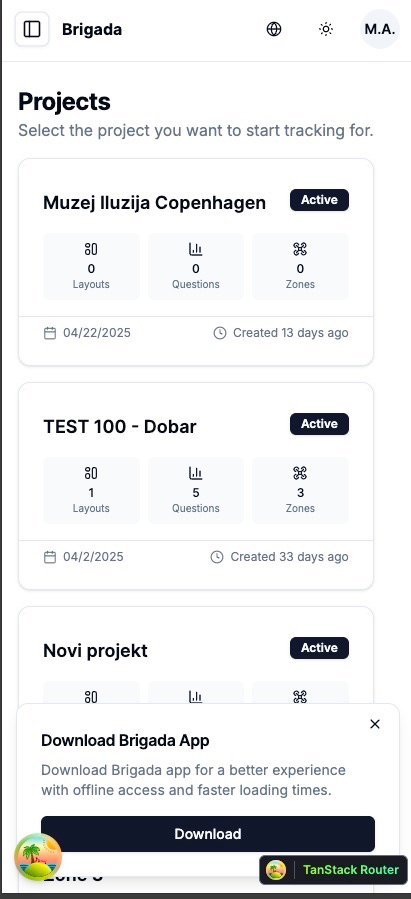 Brigada
M.A.
Projects
Select the project you want to start tracking for.
Muzej Iluzija Copenhagen
Active
0
Layouts
0
Questions
0
Zones
04/22/2025
Created 13 days ago
TEST 100 - Dobar
Active
1
Layouts
5
Questions
3
Zones
04/2/2025
Created 33 days ago
Novi projekt
Active
Download Brigada App
Download Brigada app for a better experience
with offline access and faster loading times.
Download
TanStack Router